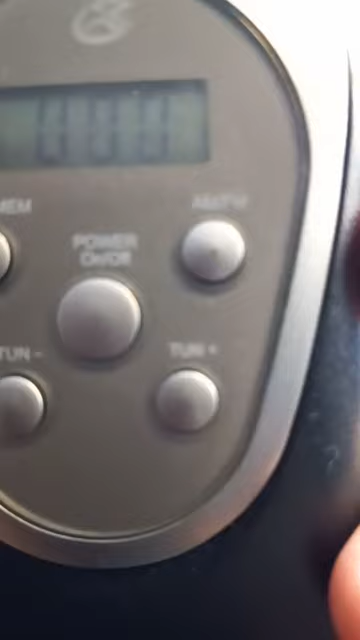 MEM
AM/FM
POWER
ON/OFF
TUN -
TUN +